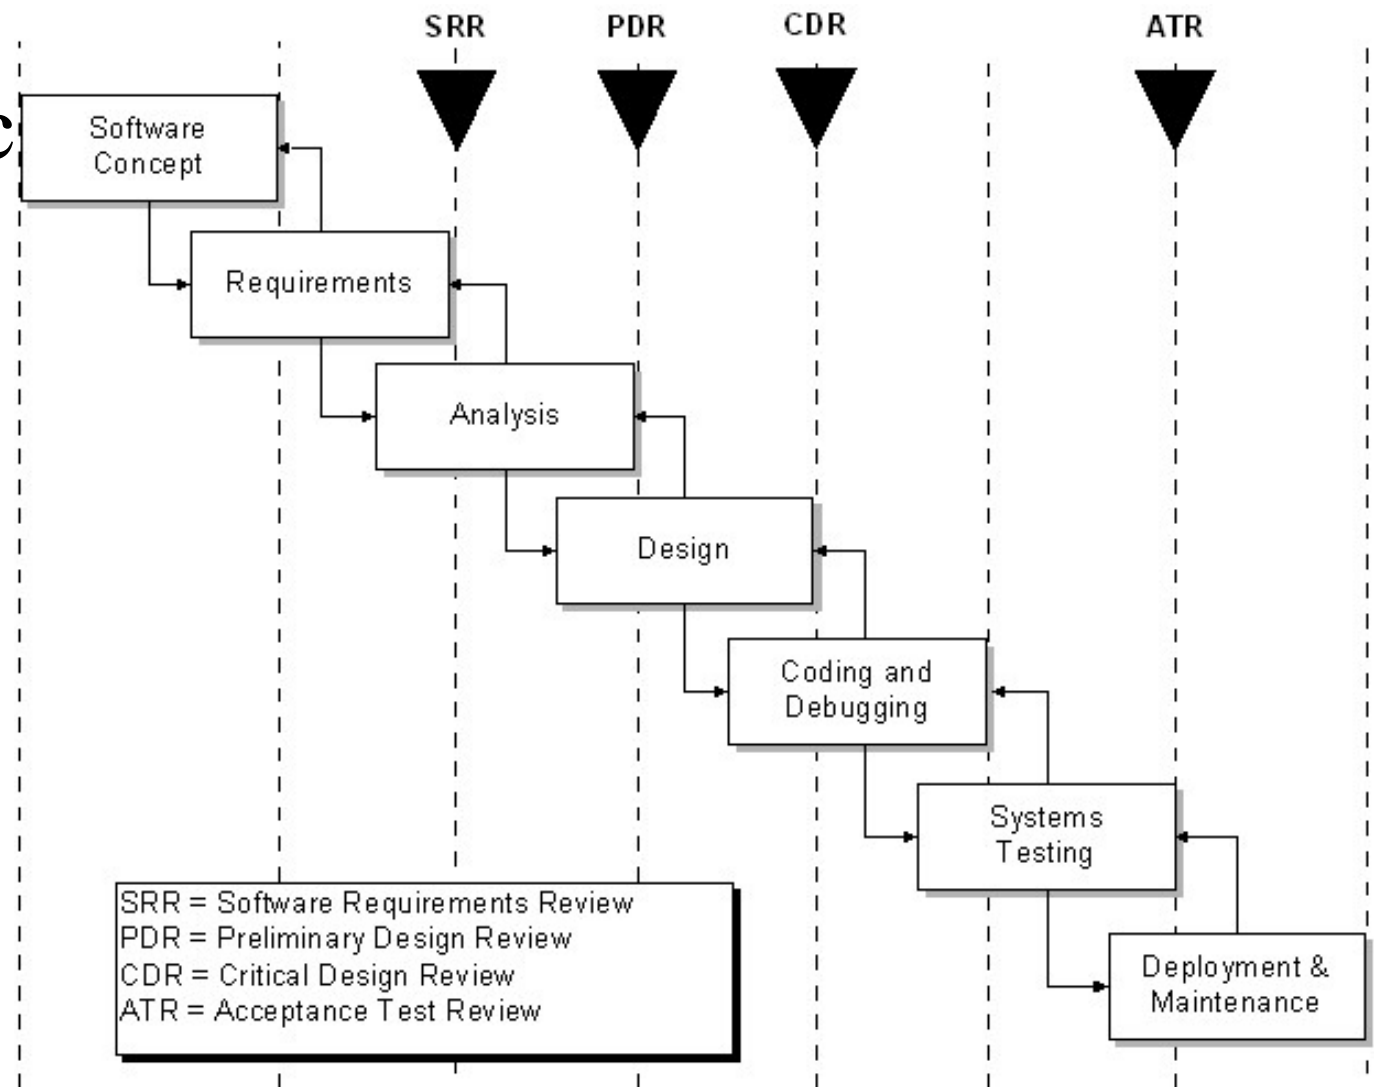 SRR PDR CDR ATR
c
Software
Concept
Requirements
Analysis
Design
Coding and
Debugging
Systems
Testing
Deployment &
Maintenance
SRR = Software Requirements Review
PDR = Preliminary Design Review
CDR = Critical Design Review
ATR = Acceptance Test Review